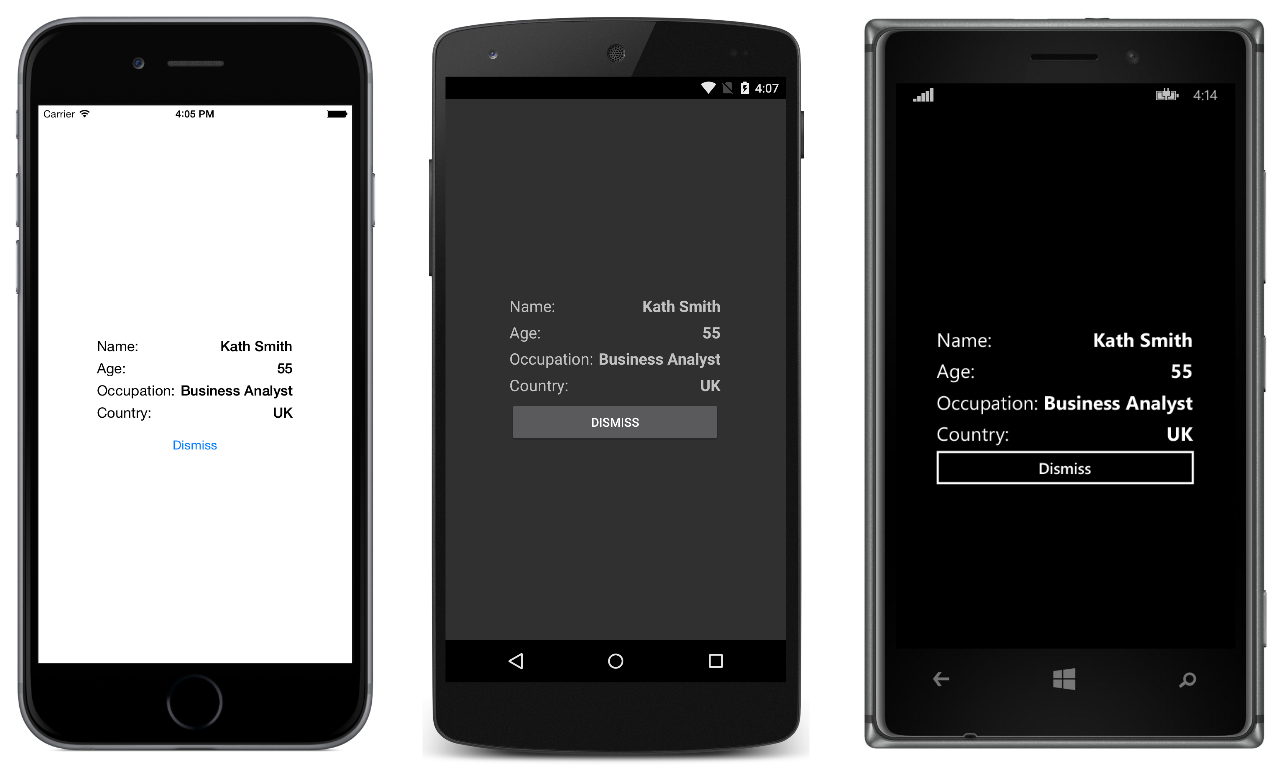 Carrier 4:05 PM
Name: Kath Smith
Age: 55
Occupation: Business Analyst
Country: UK
Dismiss
4:07
Name: Kath Smith
Age: 55
Occupation: Business Analyst
Country: UK
DISMISS
4:14
Name: Kath Smith
Age: 55
Occupation: Business Analyst
Country: UK
Dismiss